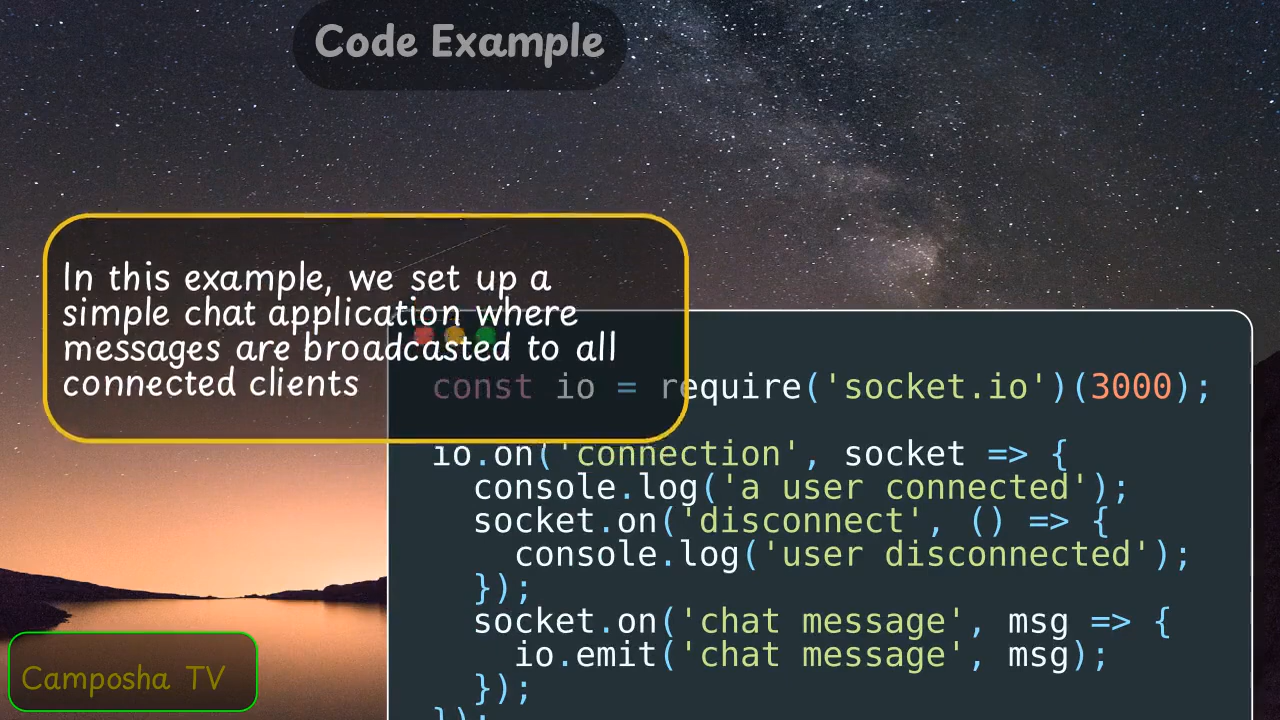 Code Example
In this example, we set up a
simple chat application where
messages are broadcasted to all
connected clients
const io = require('socket.io')(3000);
io.on('connection', socket => {
  console.log('a user connected');
  socket.on('disconnect', () => {
    console.log('user disconnected');
  });
  socket.on('chat message', msg => {
    io.emit('chat message', msg);
  });
});
Camposha TV